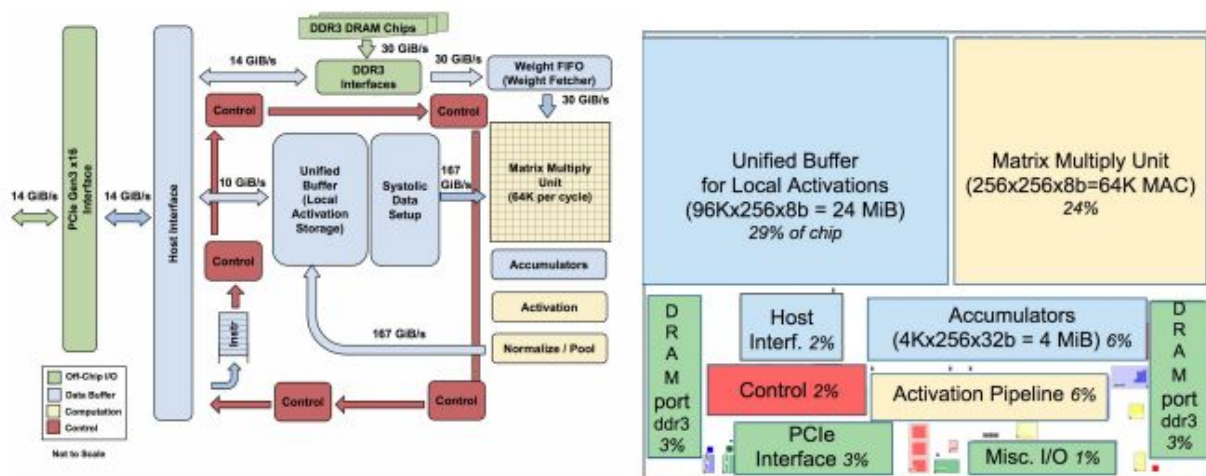 DDR3 DRAM Chips
30 GiB/s
14 GiB/s
DDR3
Interfaces
30 GiB/s
Weight FIFO
(Weight Fetcher)
30 GiB/s
Control
Control
PCIe Gen3 x16
Interface
14 GiB/s
14 GiB/s
Host Interface
10 GiB/s
Unified
Buffer
(Local
Activation
Storage)
Systolic
Data
Setup
167
GiB/s
Matrix Multiply
Unit
(64K per cycle)
Control
Accumulators
Activation
Normalize / Pool
167 GiB/s
Instr
Control
Control
Off-Chip I/O
Data Buffer
Computation
Control
Not to Scale
Unified Buffer
for Local Activations
(96Kx256x8b = 24 MiB)
29% of chip
Matrix Multiply Unit
(256x256x8b=64K MAC)
24%
D
R
A
M
port
ddr3
3%
Host
Interf. 2%
Accumulators
(4Kx256x32b = 4 MiB) 6%
Control 2%
Activation Pipeline 6%
PCIe
Interface 3%
Misc. I/O 1%
D
R
A
M
port
ddr3
3%